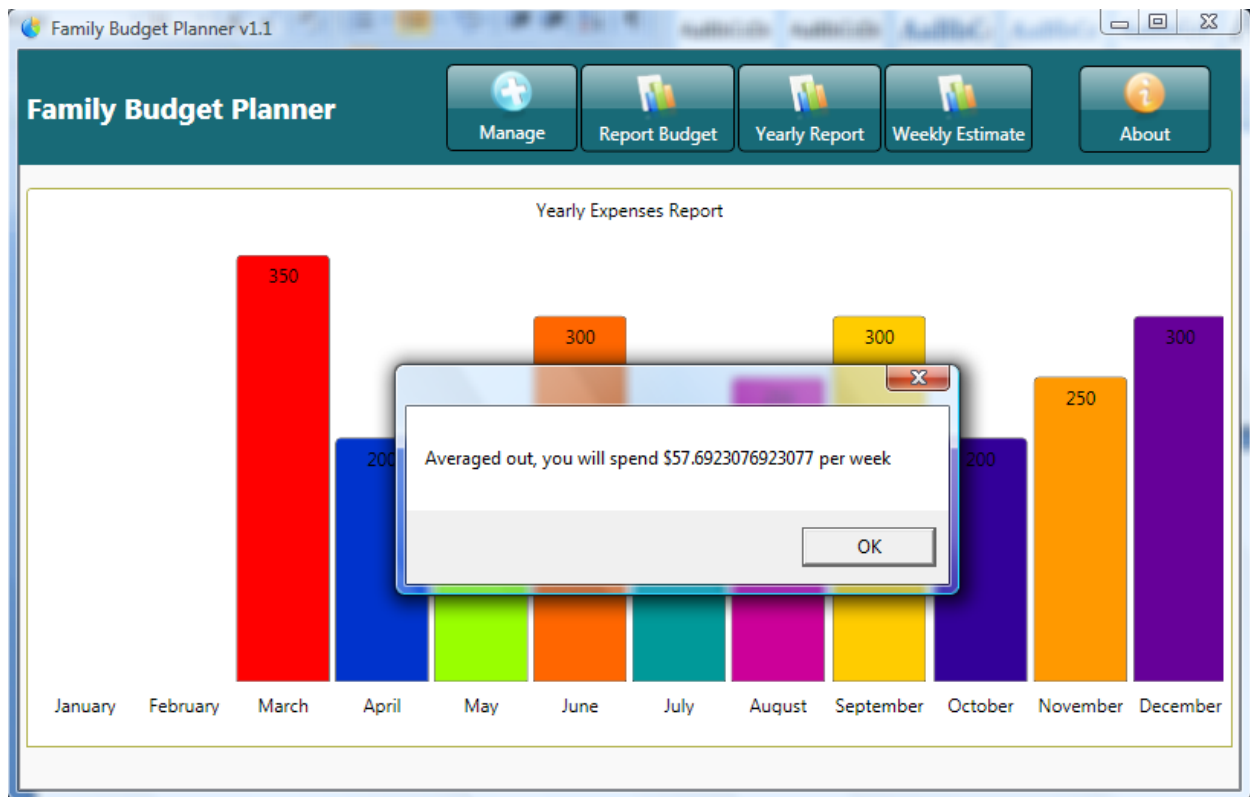 Family Budget Planner v1.1
Family Budget Planner
Manage
Report Budget
Yearly Report
Weekly Estimate
About
Yearly Expenses Report
350
300
300
300
250
200
200
Averaged out, you will spend $57.6923076923077 per week
OK
January February March April May June July August September October November December